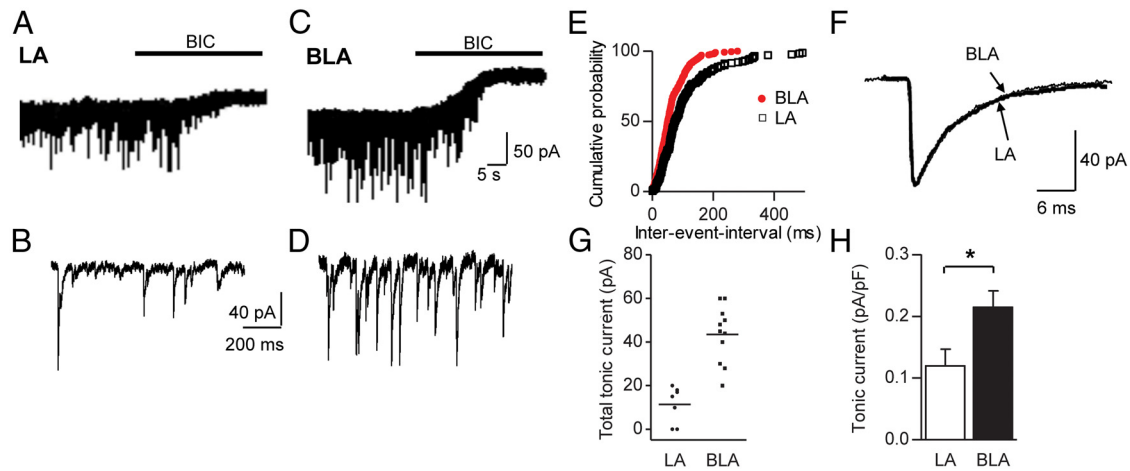 A
LA
BIC
C
BLA
BIC
50 pA
5 s
B
D
40 pA
200 ms
E
Cumulative probability
100
50
0
0 200 400
Inter-event-interval (ms)
BLA
LA
F
BLA
LA
40 pA
6 ms
G
Total tonic current (pA)
80
60
40
20
0
LA BLA
H
Tonic current (pA/pF)
0.3
0.2
0.1
0.0
*
LA BLA